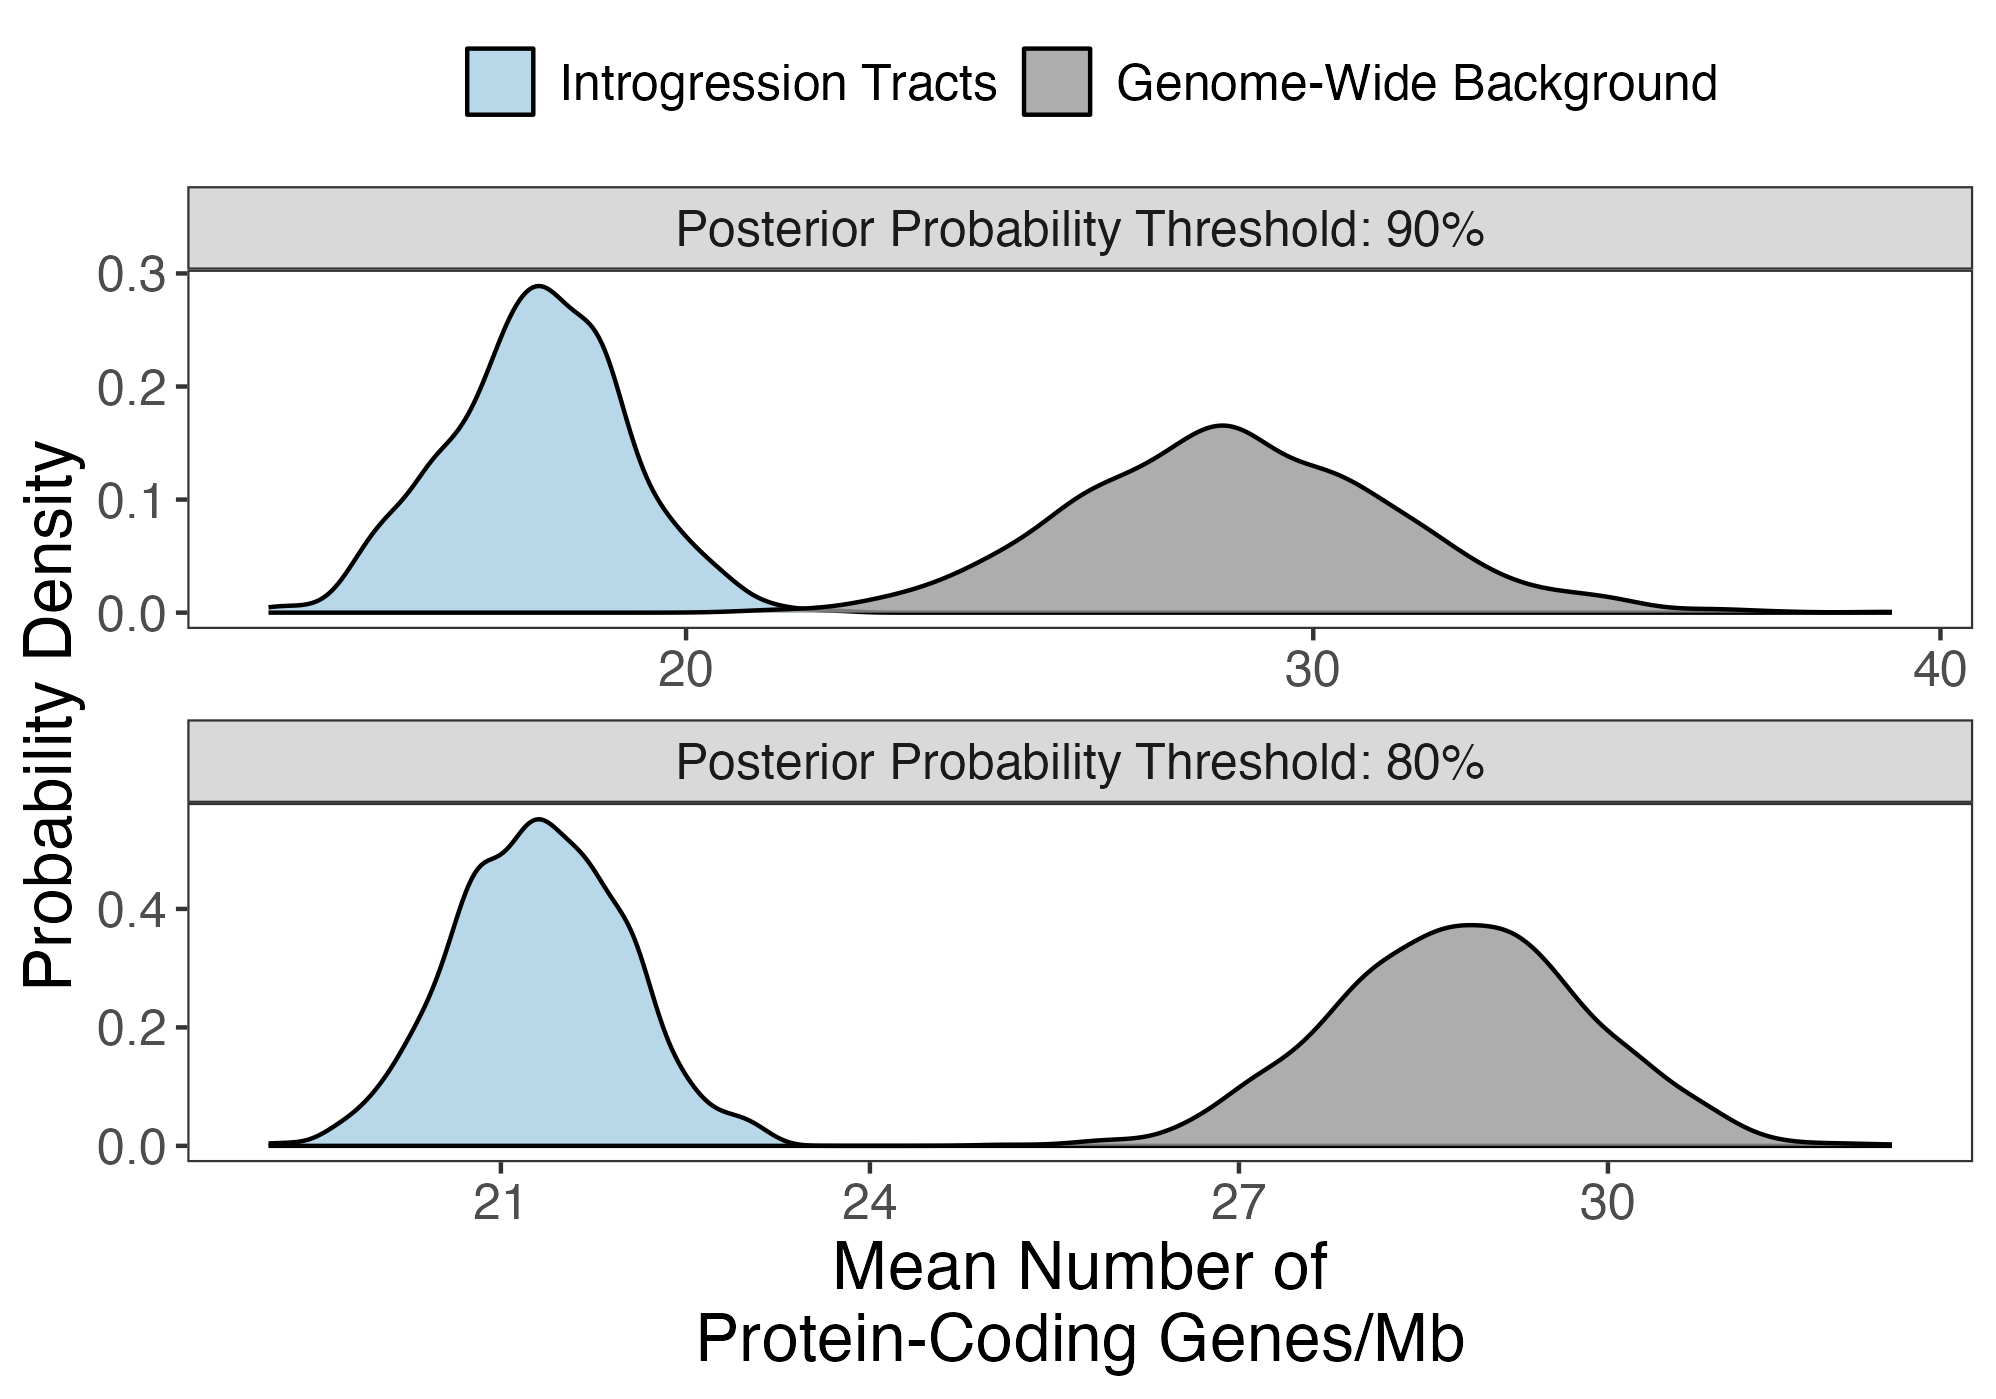 Introgression Tracts Genome-Wide Background
Posterior Probability Threshold: 90%
0.3
0.2
0.1
0.0
20 30 40
Posterior Probability Threshold: 80%
0.4
0.2
0.0
21 24 27 30
Probability Density
Mean Number of
Protein-Coding Genes/Mb